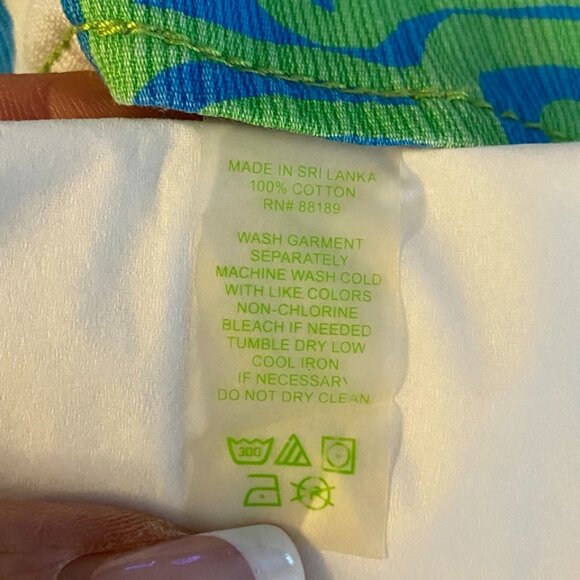 MADE IN SRI LANKA
100% COTTON
RN# 88189
WASH GARMENT
SEPARATELY
MACHINE WASH COLD
WITH LIKE COLORS
NON-CHLORINE
BLEACH IF NEEDED
TUMBLE DRY LOW
COOL IRON
IF NECESSARY
DO NOT DRY CLEAN
300